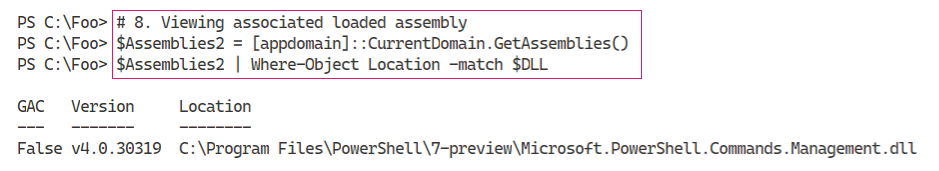 PS C:\Foo> # 8. Viewing associated loaded assembly
PS C:\Foo> $Assemblies2 = [appdomain]::CurrentDomain.GetAssemblies()
PS C:\Foo> $Assemblies2 | Where-Object Location -match $DLL
GAC Version Location
--- ------- --------
False v4.0.30319 C:\Program Files\PowerShell\7-preview\Microsoft.PowerShell.Commands.Management.dll